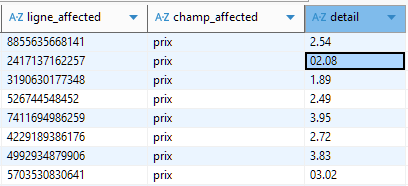 A-Z ligne_affected A-Z champ_affected A-Z detail
8855635668141 prix 2.54
2417137162257 prix 02.08
3190630177348 prix 1.89
526744548452 prix 2.49
7411694986259 prix 3.95
4229189386176 prix 2.72
4992934879906 prix 3.83
5703530830641 prix 03.02